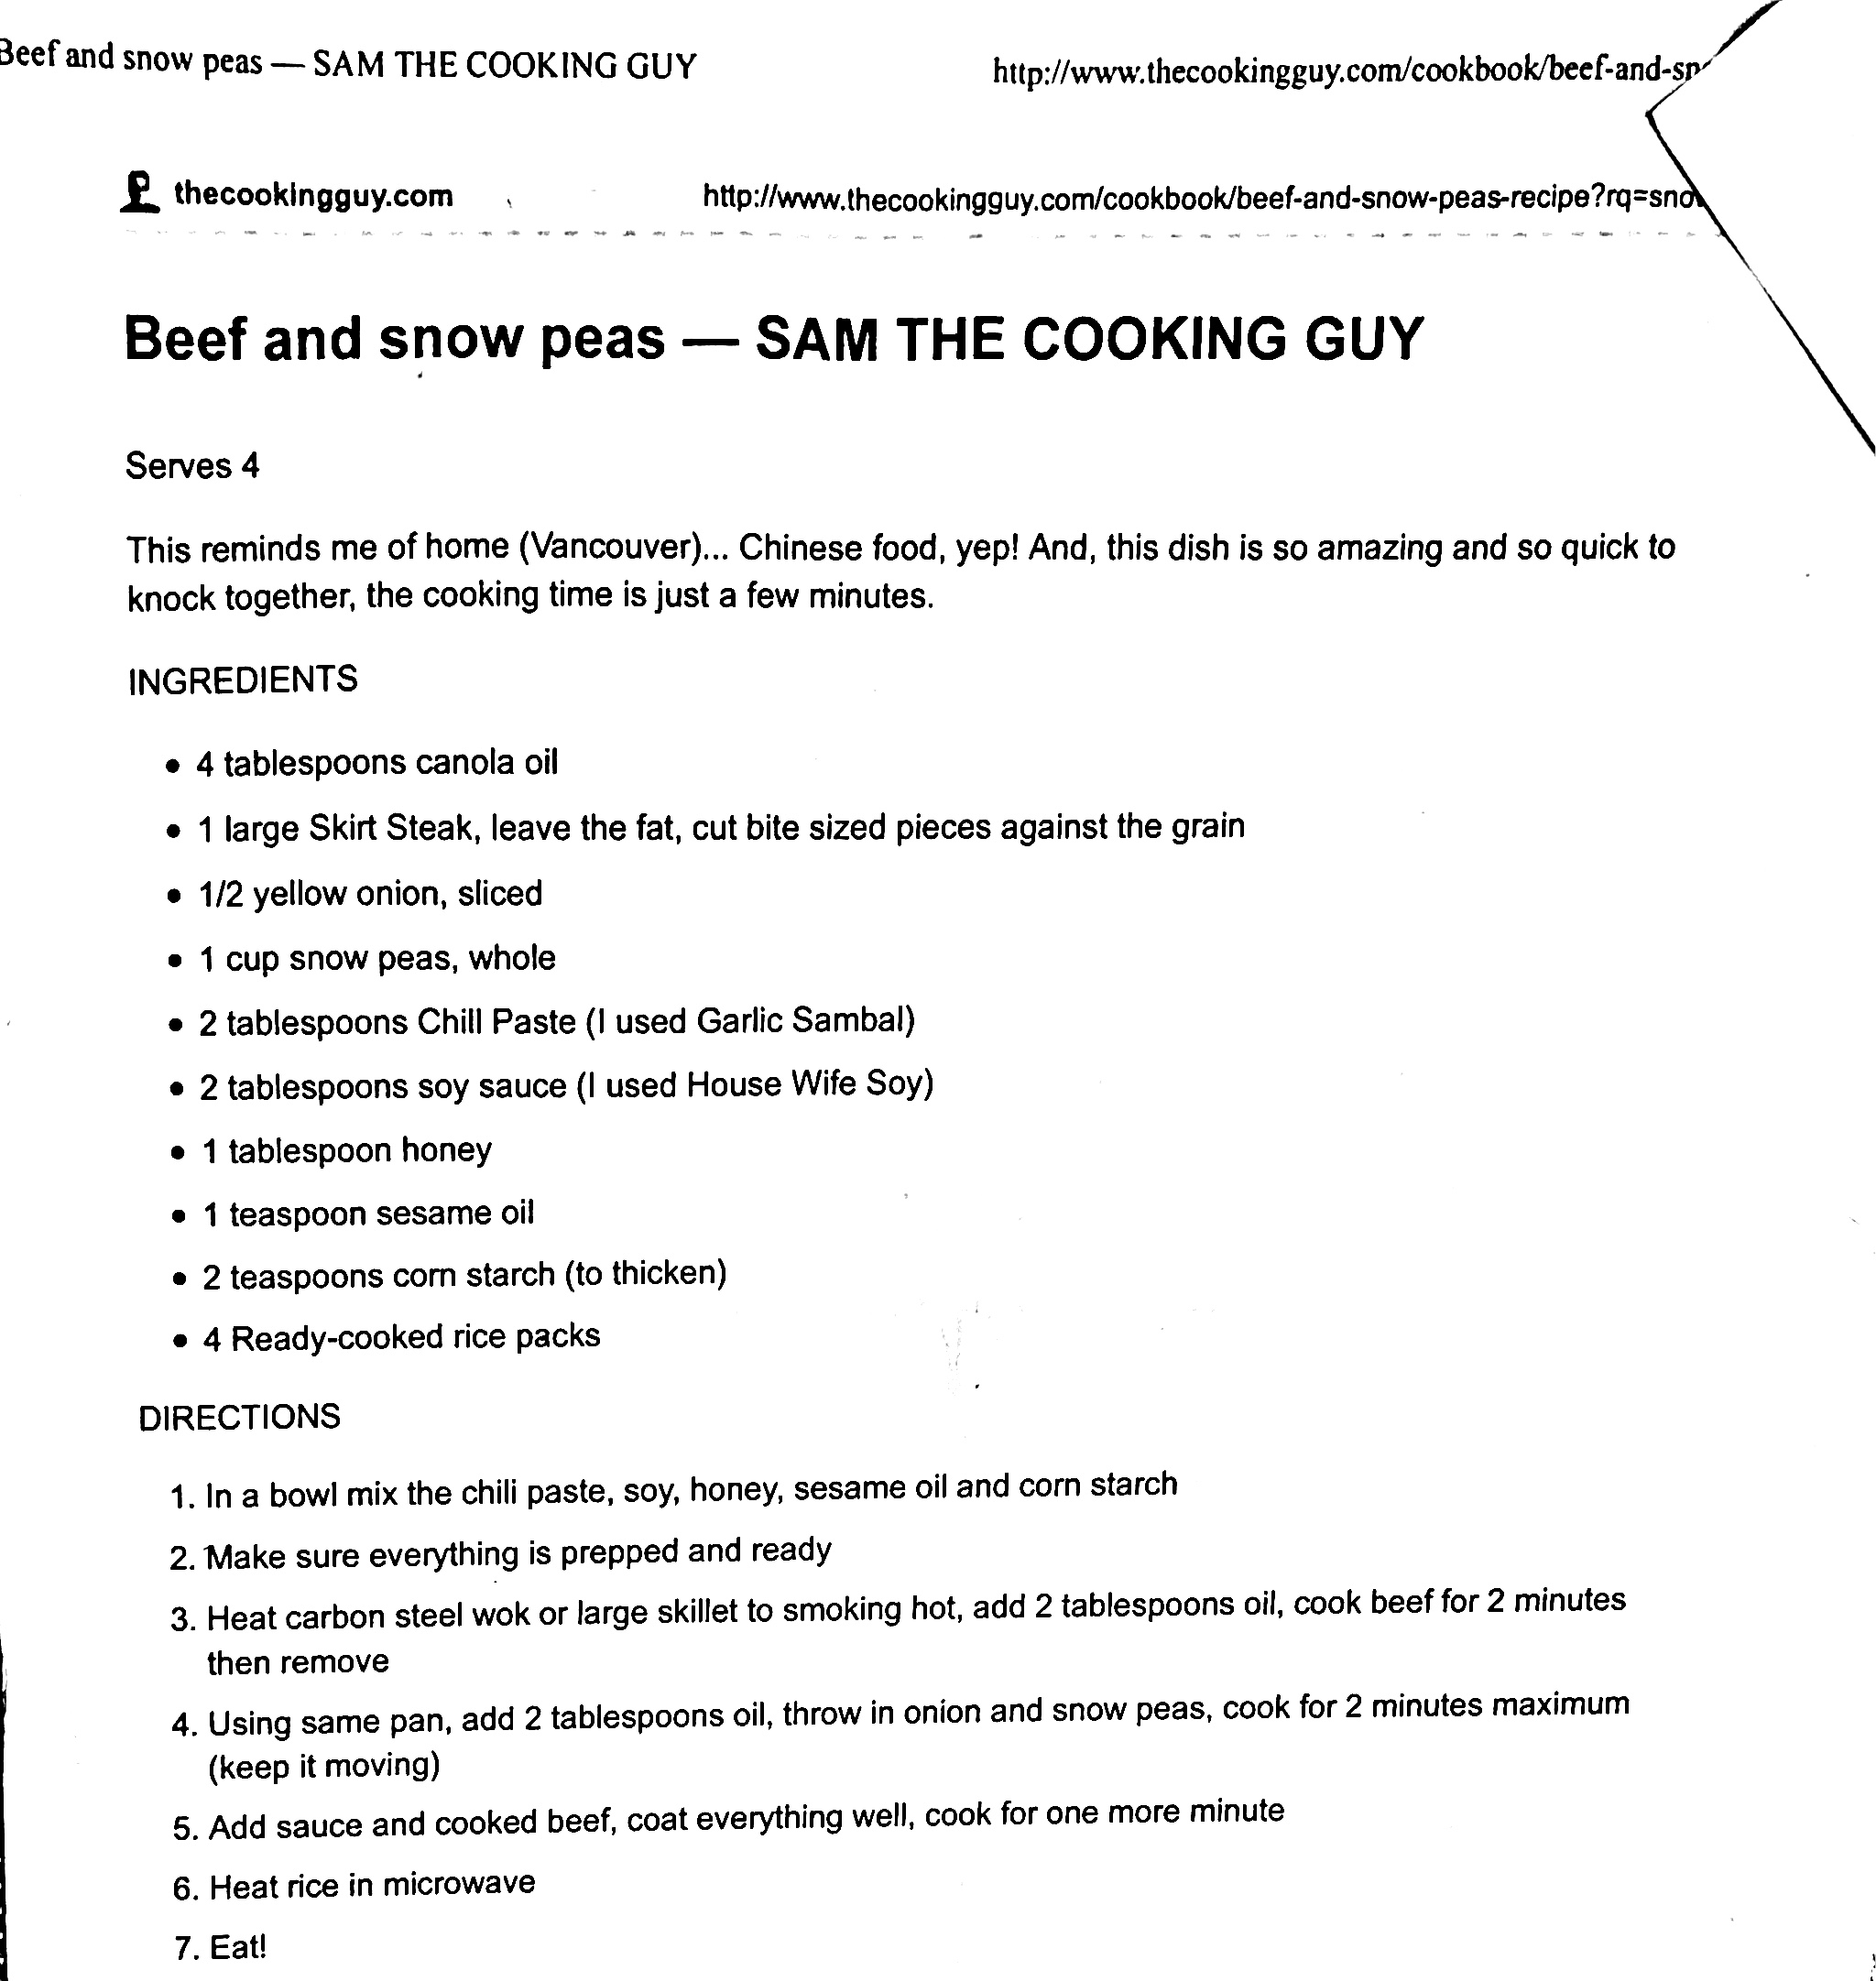 Beef and snow peas — SAM THE COOKING GUY
http://www.thecookingguy.com/cookbook/beef-and-sn
thecookingguy.com
http://www.thecookingguy.com/cookbook/beef-and-snow-peas-recipe?rq=sno
Beef and snow peas — SAM THE COOKING GUY
Serves 4
This reminds me of home (Vancouver)... Chinese food, yep! And, this dish is so amazing and so quick to
knock together, the cooking time is just a few minutes.
INGREDIENTS
• 4 tablespoons canola oil
• 1 large Skirt Steak, leave the fat, cut bite sized pieces against the grain
• 1/2 yellow onion, sliced
• 1 cup snow peas, whole
• 2 tablespoons Chill Paste (I used Garlic Sambal)
• 2 tablespoons soy sauce (I used House Wife Soy)
• 1 tablespoon honey
• 1 teaspoon sesame oil
• 2 teaspoons corn starch (to thicken)
• 4 Ready-cooked rice packs
DIRECTIONS
1. In a bowl mix the chili paste, soy, honey, sesame oil and corn starch
2. Make sure everything is prepped and ready
3. Heat carbon steel wok or large skillet to smoking hot, add 2 tablespoons oil, cook beef for 2 minutes
then remove
4. Using same pan, add 2 tablespoons oil, throw in onion and snow peas, cook for 2 minutes maximum
(keep it moving)
5. Add sauce and cooked beef, coat everything well, cook for one more minute
6. Heat rice in microwave
7. Eat!